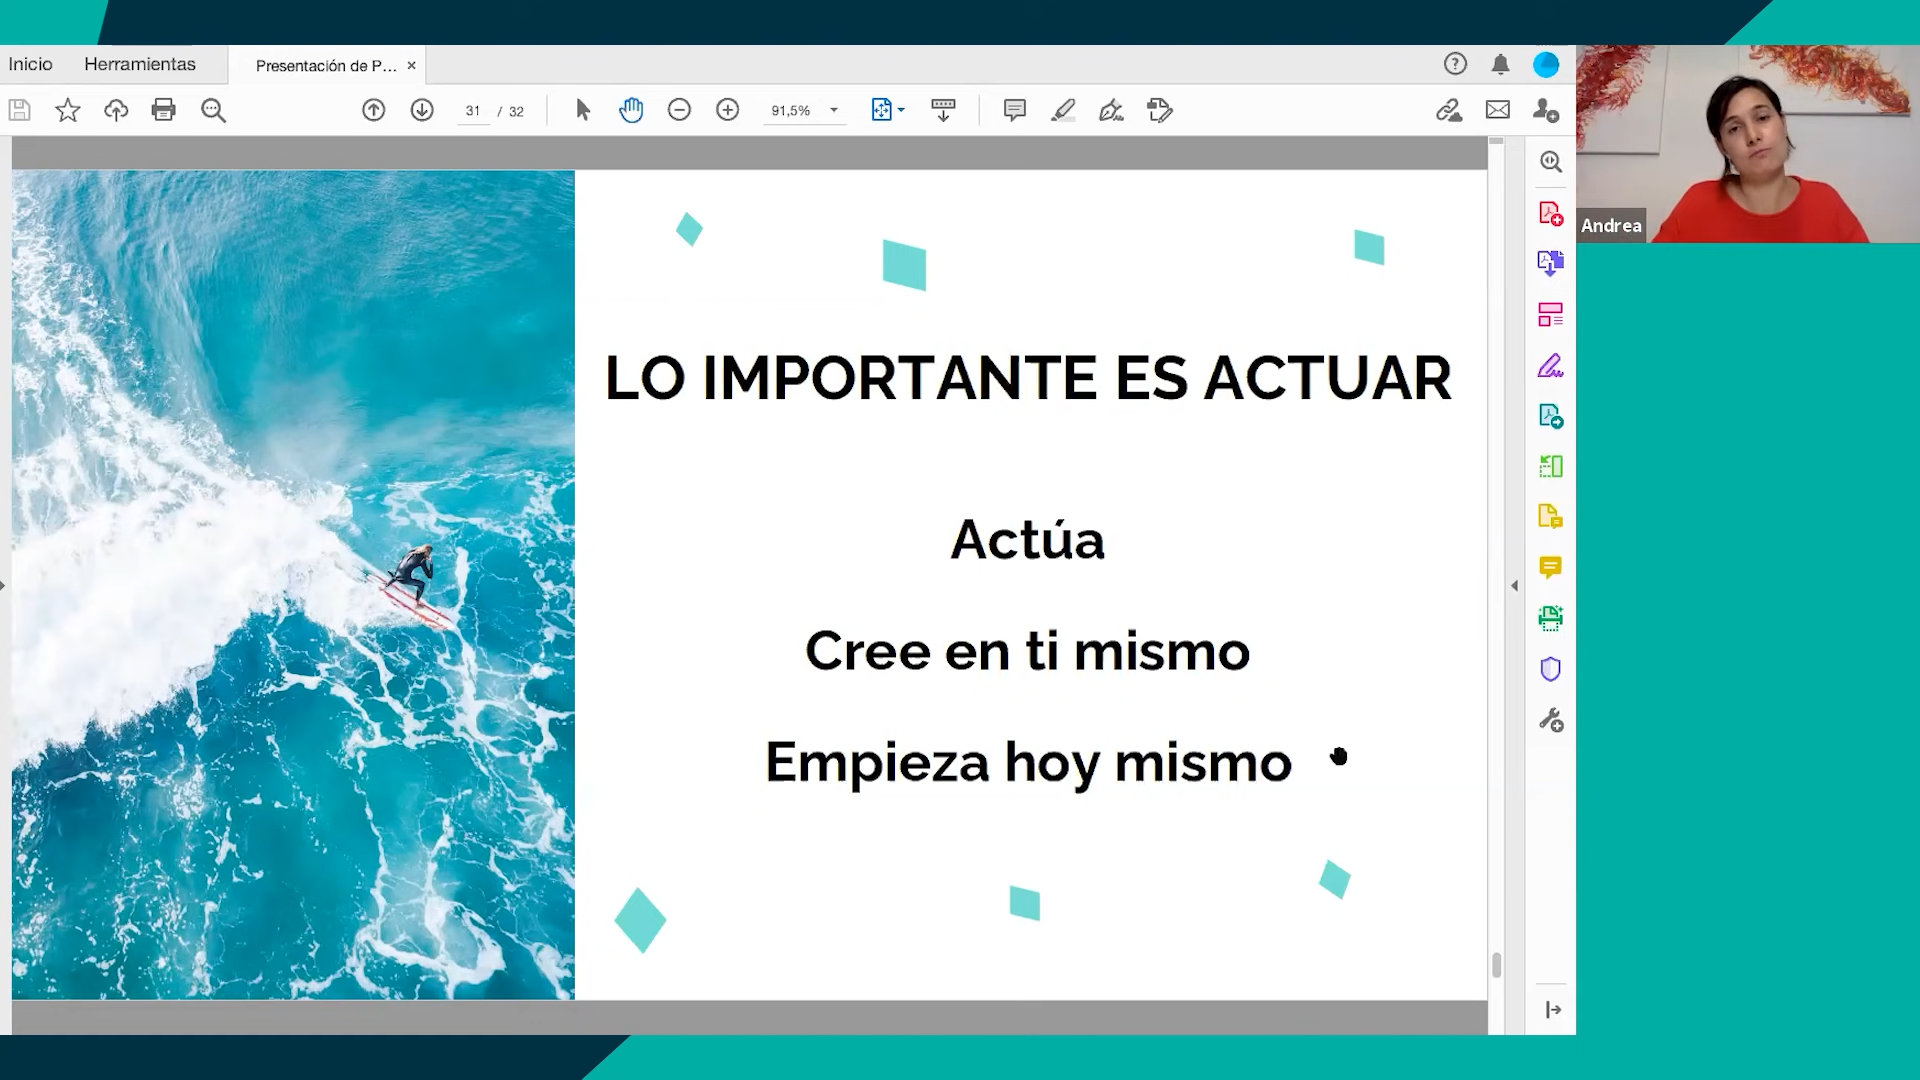 Inicio Herramientas Presentación de P... ×
31 / 32 91,5%
Andrea
LO IMPORTANTE ES ACTUAR
Actúa
Cree en ti mismo
Empieza hoy mismo